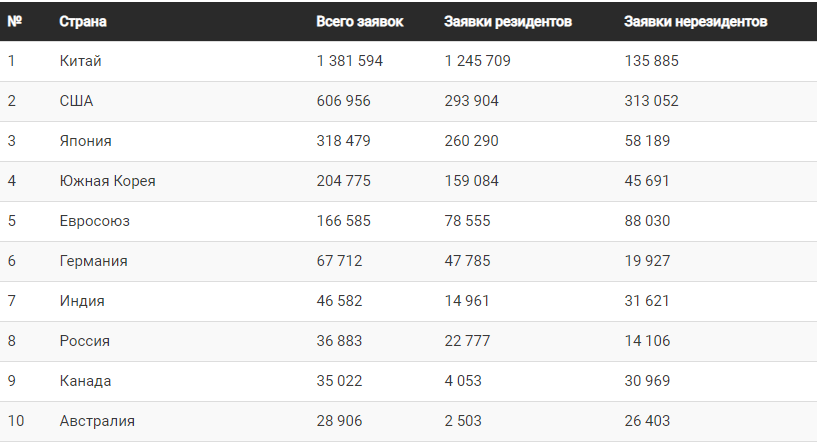 № Страна Всего заявок Заявки резидентов Заявки нерезидентов
1 Китай 1 381 594 1 245 709 135 885
2 США 606 956 293 904 313 052
3 Япония 318 479 260 290 58 189
4 Южная Корея 204 775 159 084 45 691
5 Евросоюз 166 585 78 555 88 030
6 Германия 67 712 47 785 19 927
7 Индия 46 582 14 961 31 621
8 Россия 36 883 22 777 14 106
9 Канада 35 022 4 053 30 969
10 Австралия 28 906 2 503 26 403